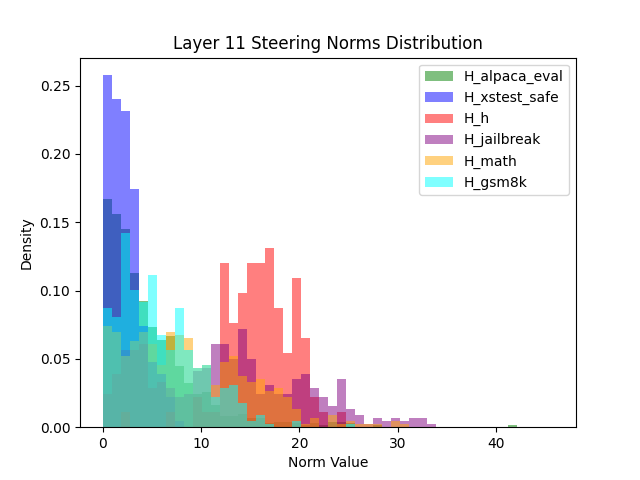 Layer 11 Steering Norms Distribution
H_alpaca_eval
H_xstest_safe
H_h
H_jailbreak
H_math
H_gsm8k
0.25
0.20
0.15
0.10
0.05
0.00
Density
0 10 20 30 40
Norm Value